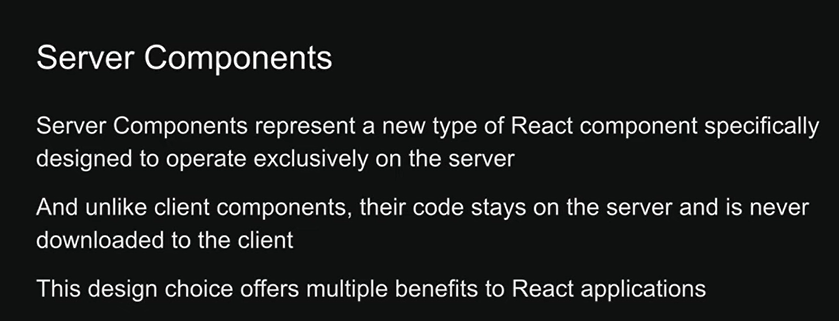 Server Components
Server Components represent a new type of React component specifically
designed to operate exclusively on the server
And unlike client components, their code stays on the server and is never
downloaded to the client
This design choice offers multiple benefits to React applications